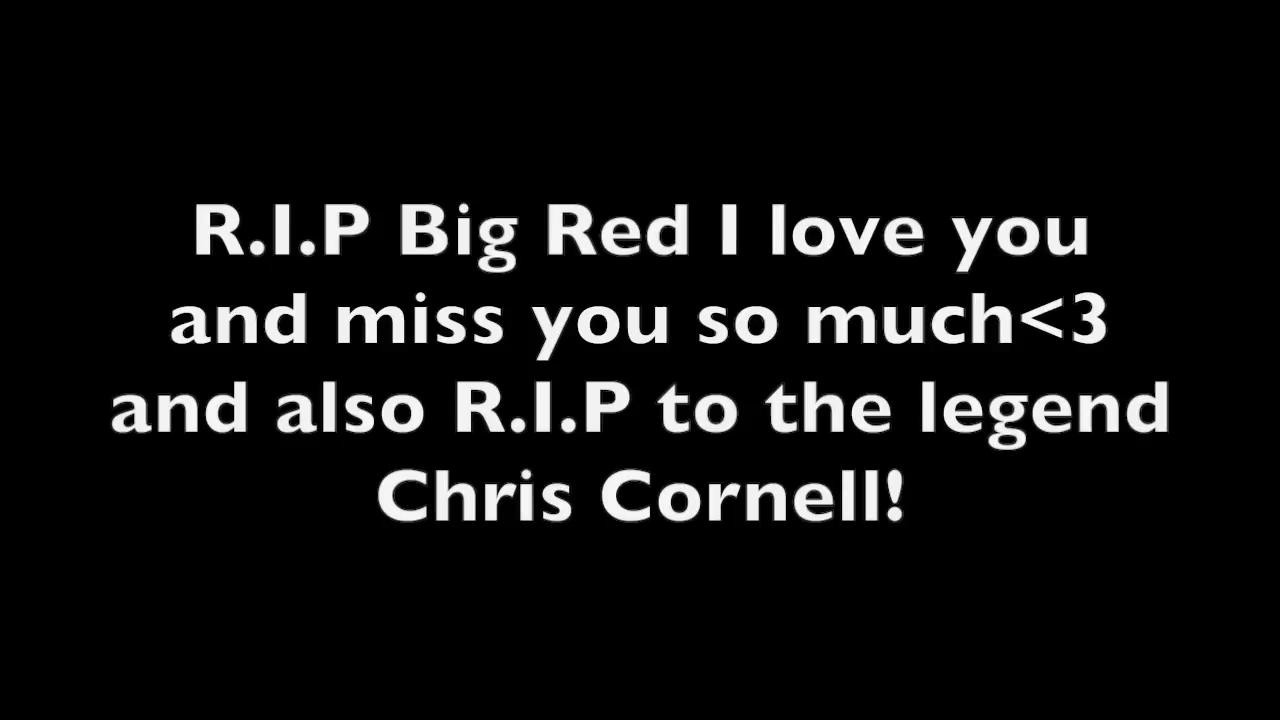 R.I.P Big Red I love you
and miss you so much<3
and also R.I.P to the legend
Chris Cornell!